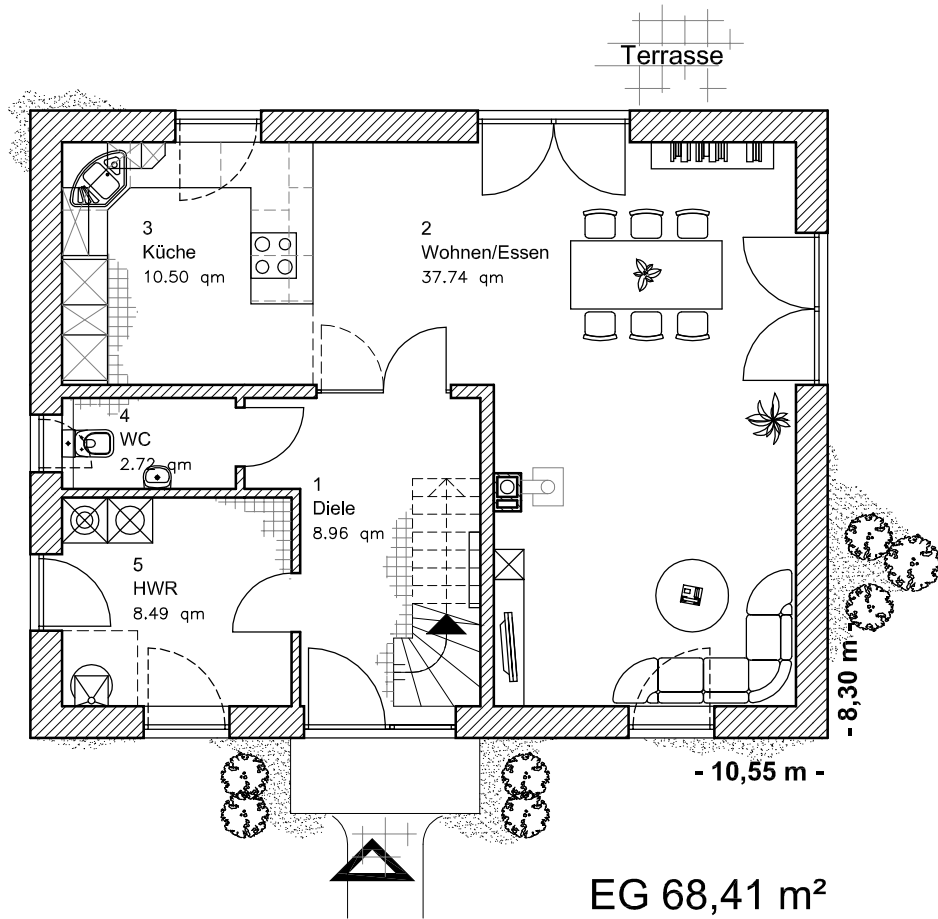 Terrasse
3
Küche
10.50 qm
2
Wohnen/Essen
37.74 qm
4
WC
2.72 qm
1
Diele
8.96 qm
5
HWR
8.49 qm
- 8,30 m -
- 10,55 m -
EG 68,41 m²